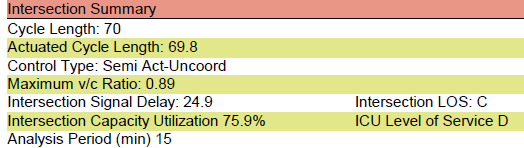 Intersection Summary
Cycle Length: 70
Actuated Cycle Length: 69.8
Control Type: Semi Act-Uncoord
Maximum v/c Ratio: 0.89
Intersection Signal Delay: 24.9 Intersection LOS: C
Intersection Capacity Utilization 75.9% ICU Level of Service D
Analysis Period (min) 15